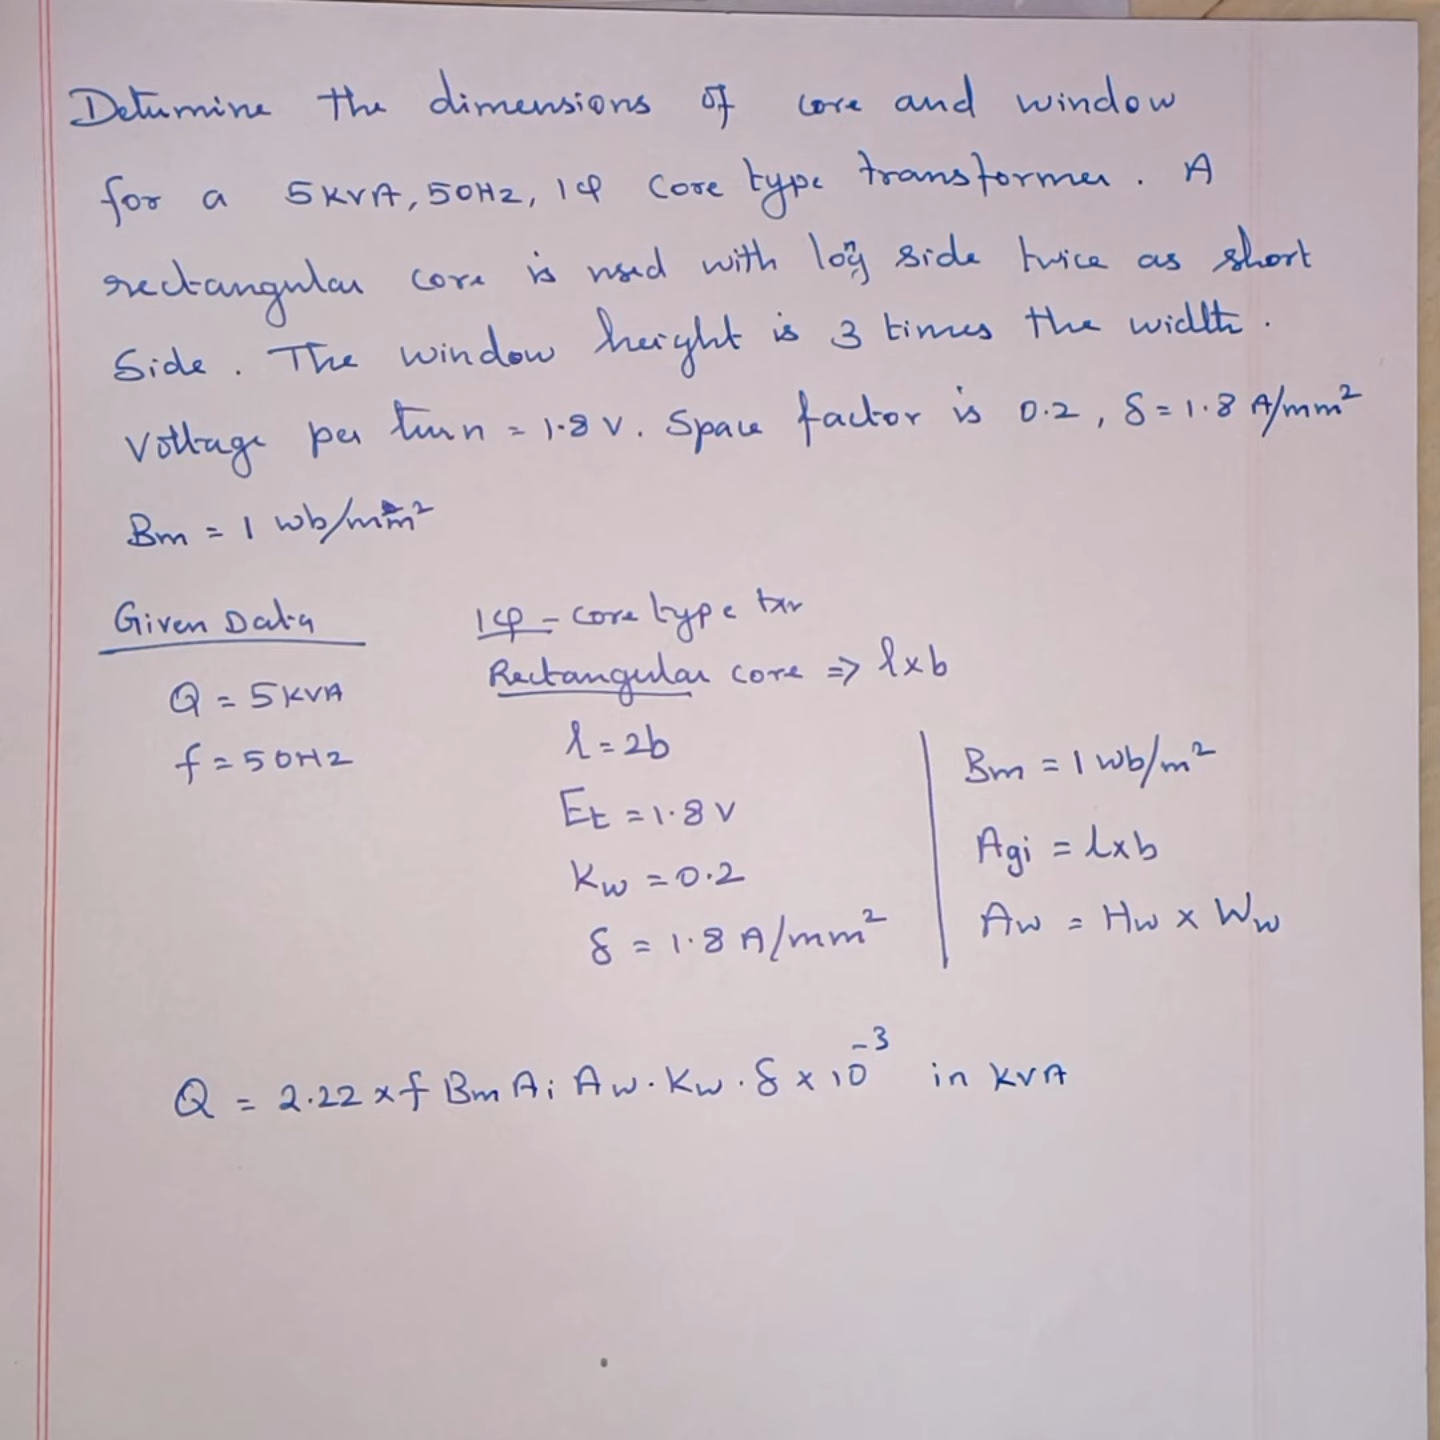 Determine the dimensions of core and window
for a 5KVA, 50Hz, 1φ core type transformer. A
rectangular core is used with long side twice as short
side. The window height is 3 times the width.
Voltage per turn = 1.8 V. Space factor is 0.2, δ = 1.8 A/mm²
Bm = 1 wb/m²
Given Data
1φ - core type txr
Rectangular core => l×b
Q = 5KVA
f = 50Hz
l = 2b
Et = 1.8 V
Kw = 0.2
δ = 1.8 A/mm²
Bm = 1 wb/m²
Agi = l×b
Aw = Hw × Ww
Q = 2.22 × f Bm Ai Aw . Kw . δ × 10⁻³ in KVA